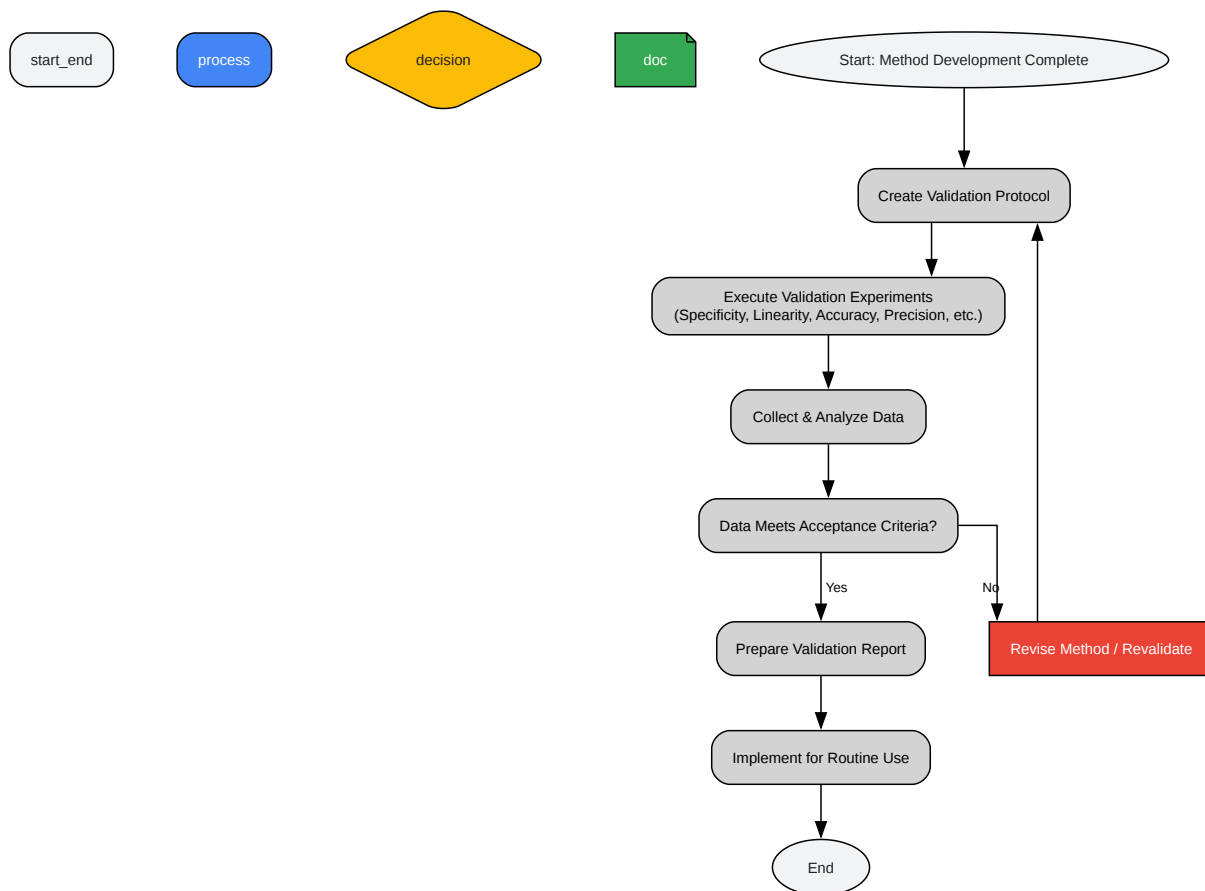 start_end
process
decision
doc
Start: Method Development Complete
Create Validation Protocol
Execute Validation Experiments
(Specificity, Linearity, Accuracy, Precision, etc.)
Collect & Analyze Data
Data Meets Acceptance Criteria?
Yes
No
Prepare Validation Report
Revise Method / Revalidate
Implement for Routine Use
End